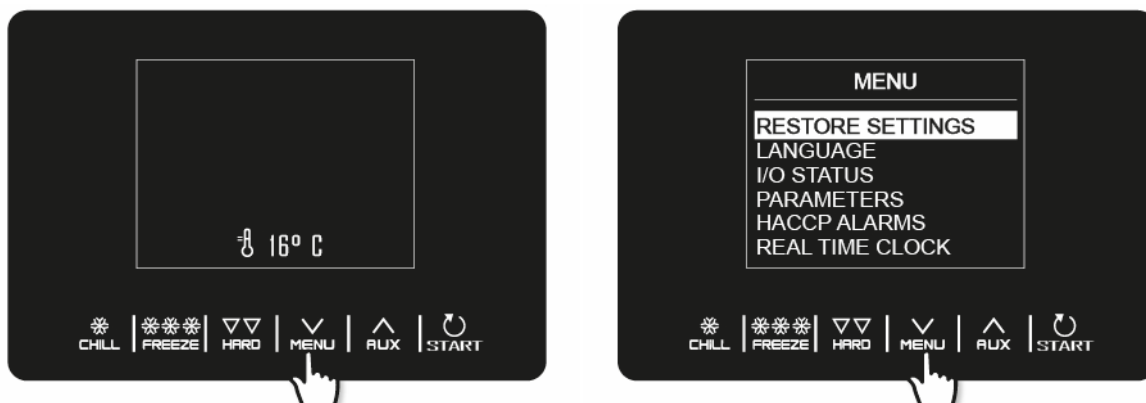 16º C
CHILL FREEZE HARD MENU AUX START
MENU
RESTORE SETTINGS
LANGUAGE
I/O STATUS
PARAMETERS
HACCP ALARMS
REAL TIME CLOCK
CHILL FREEZE HARD MENU AUX START